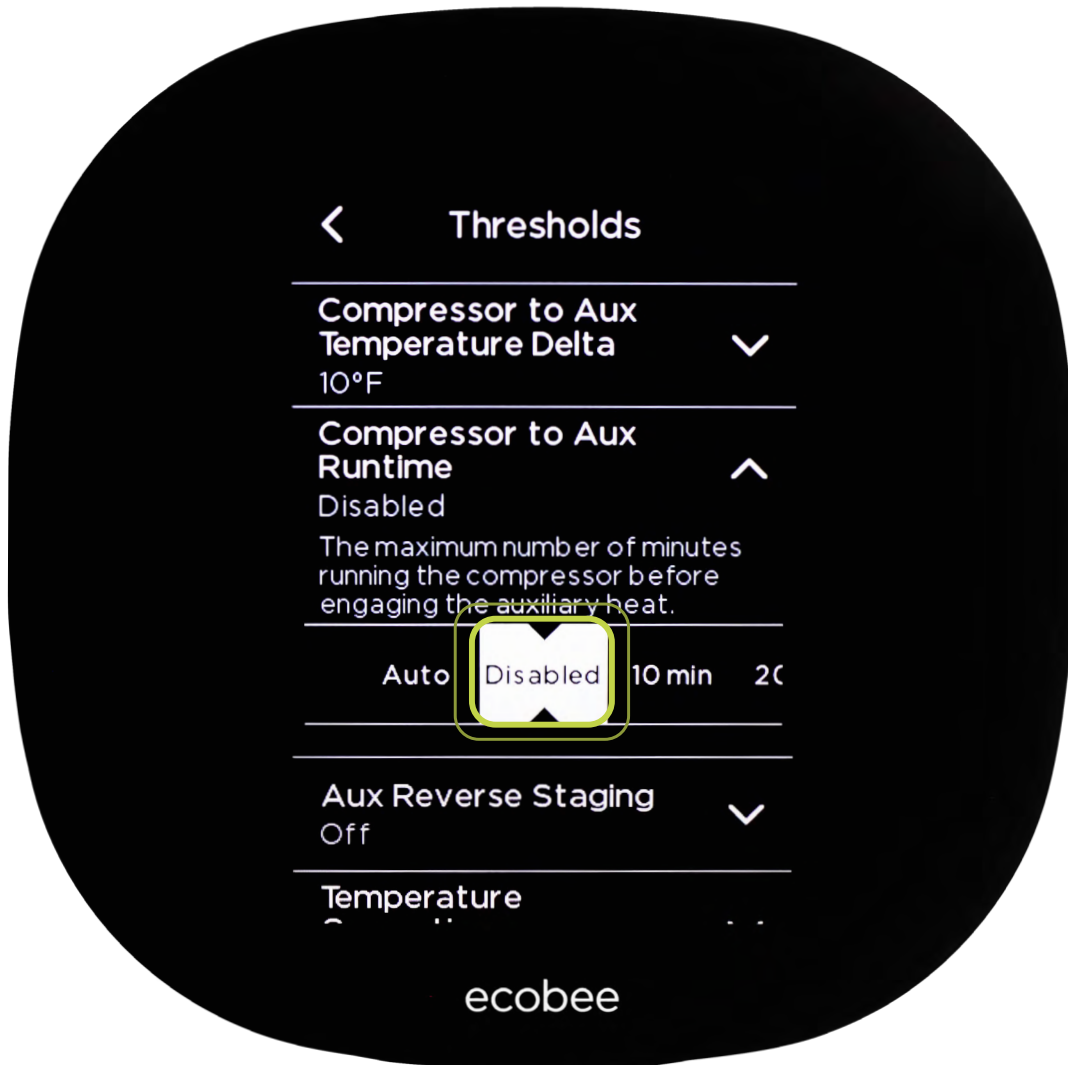 Thresholds
Compressor to Aux
Temperature Delta
10°F
Compressor to Aux
Runtime
Disabled
The maximum number of minutes
running the compressor before
engaging the auxiliary heat.
Auto Disabled 10 min
Aux Reverse Staging
Off
Temperature
ecobee